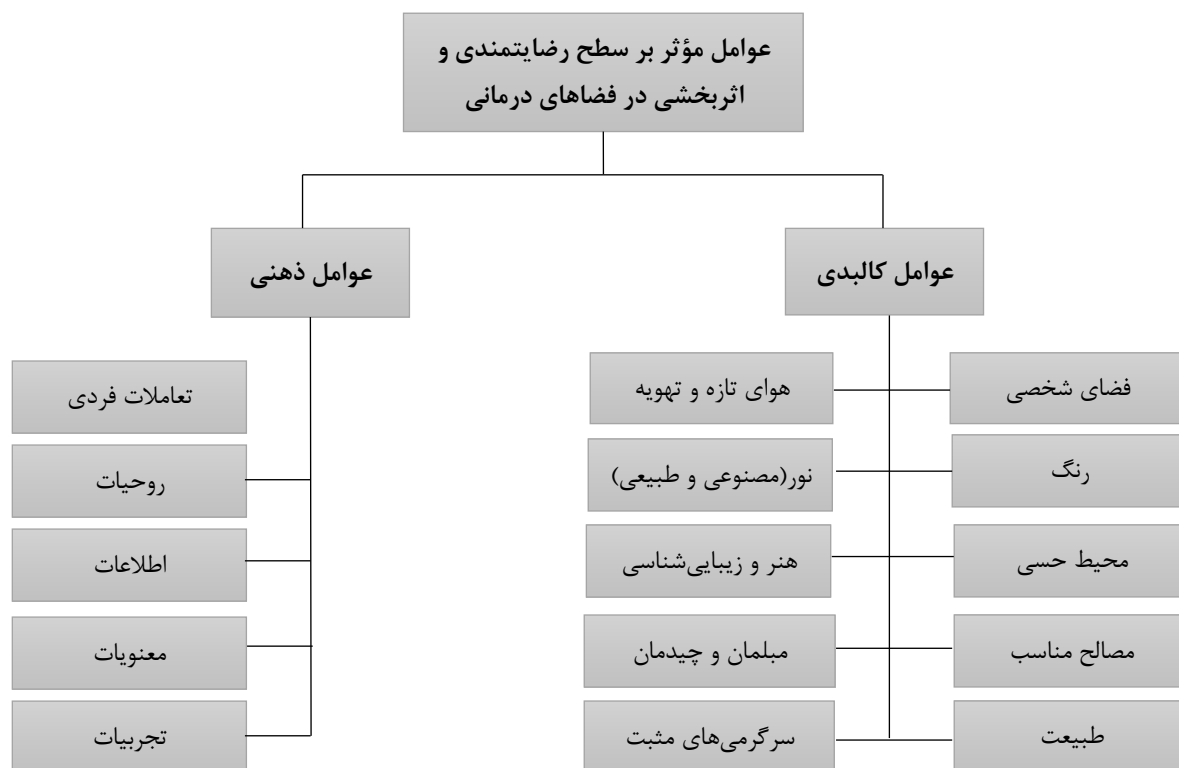 عوامل مؤثر بر سطح رضایتمندی و
اثربخشی در فضاهای درمانی
عوامل کالبدی
عوامل ذهنی
فضای شخصی
هوای تازه و تهویه
رنگ
نور(مصنوعی و طبیعی)
محیط حسی
هنر و زیبایی‌شناسی
مصالح مناسب
مبلمان و چیدمان
طبیعت
سرگرمی‌های مثبت
تعاملات فردی
روحیات
اطلاعات
معنویات
تجربیات